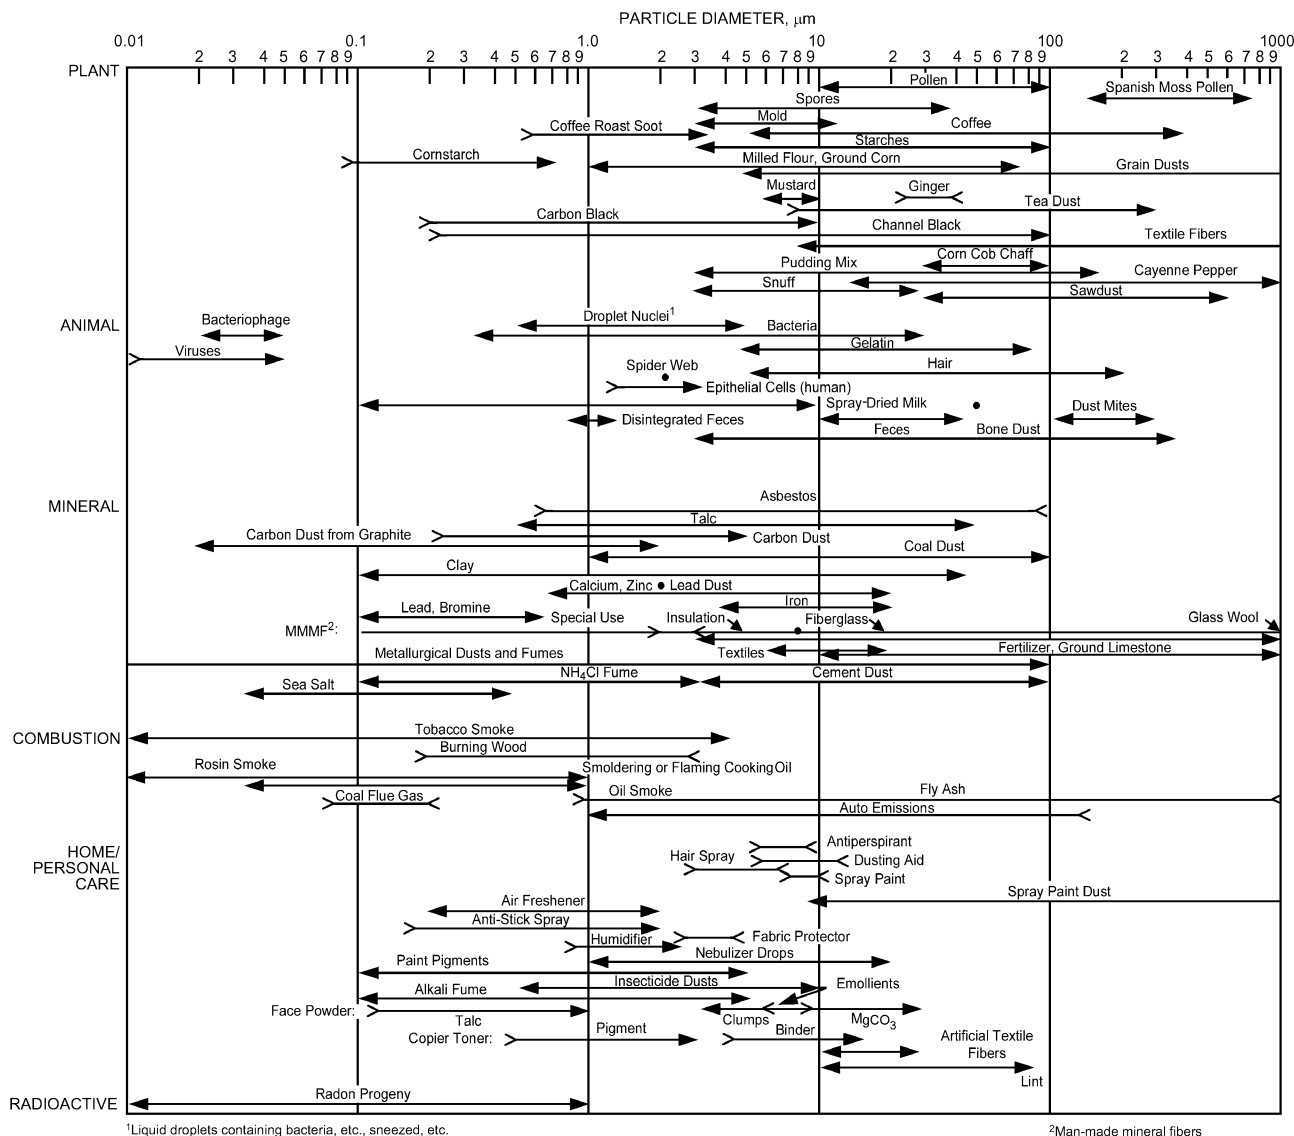 PARTICLE DIAMETER, μm
0.01 0.1 1.0 10 100 1000
2 3 4 5 6 7 8 9 2 3 4 5 6 7 8 9 2 3 4 5 6 7 8 9 2 3 4 5 6 7 8 9 2 3 4 5 6 7 8 9
PLANT
Pollen
Spanish Moss Pollen
Spores
Mold
Coffee Roast Soot
Coffee
Starches
Cornstarch
Milled Flour, Ground Corn
Grain Dusts
Mustard
Ginger
Tea Dust
Carbon Black
Channel Black
Textile Fibers
Corn Cob Chaff
Pudding Mix
Cayenne Pepper
Snuff
Sawdust
ANIMAL
Bacteriophage
Droplet Nuclei1
Bacteria
Viruses
Gelatin
Spider Web
Hair
Epithelial Cells (human)
Spray-Dried Milk
Dust Mites
Disintegrated Feces
Feces
Bone Dust
MINERAL
Asbestos
Talc
Carbon Dust from Graphite
Carbon Dust
Coal Dust
Clay
Calcium, Zinc • Lead Dust
Iron
Lead, Bromine
Special Use
Insulation
Fiberglass
Glass Wool
MMMF2:
Metallurgical Dusts and Fumes
Textiles
Fertilizer, Ground Limestone
NH4Cl Fume
Cement Dust
Sea Salt
COMBUSTION
Tobacco Smoke
Burning Wood
Rosin Smoke
Smoldering or Flaming Cooking Oil
Coal Flue Gas
Oil Smoke
Fly Ash
Auto Emissions
HOME/
PERSONAL
CARE
Antiperspirant
Hair Spray
Dusting Aid
Spray Paint
Spray Paint Dust
Air Freshener
Anti-Stick Spray
Humidifier
Fabric Protector
Nebulizer Drops
Paint Pigments
Insecticide Dusts
Emollients
Alkali Fume
Face Powder:
Talc
Clumps
MgCO3
Copier Toner:
Pigment
Binder
Artificial Textile
Fibers
Lint
RADIOACTIVE
Radon Progeny
1Liquid droplets containing bacteria, etc., sneezed, etc.
2Man-made mineral fibers